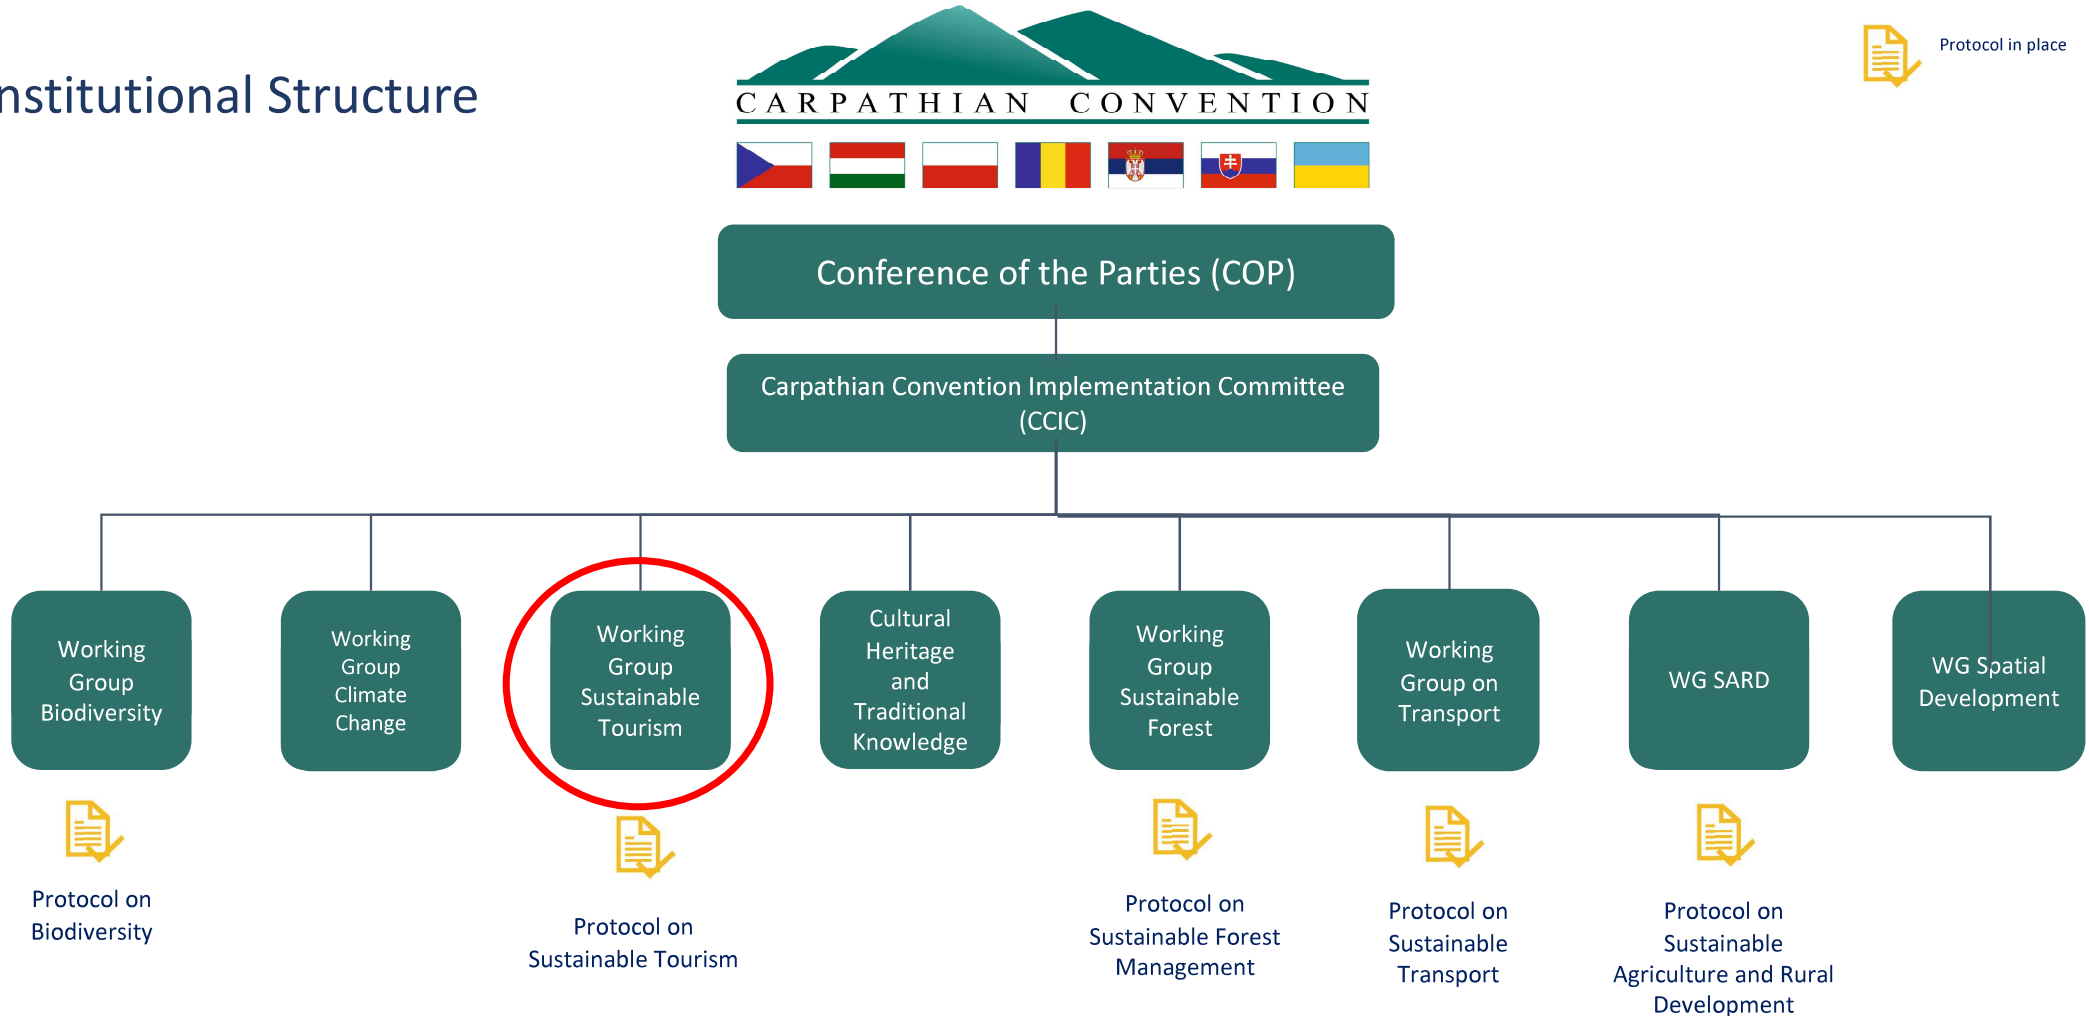 Protocol in place
nstitutional Structure
CARPATHIAN CONVENTION
Conference of the Parties (COP)
Carpathian Convention Implementation Committee
(CCIC)
Working
Group
Biodiversity
Working
Group
Climate
Change
Working
Group
Sustainable
Tourism
Cultural
Heritage
and
Traditional
Knowledge
Working
Group
Sustainable
Forest
Working
Group on
Transport
WG SARD
WG Spatial
Development
Protocol on
Biodiversity
Protocol on
Sustainable Tourism
Protocol on
Sustainable Forest
Management
Protocol on
Sustainable
Transport
Protocol on
Sustainable
Agriculture and Rural
Development